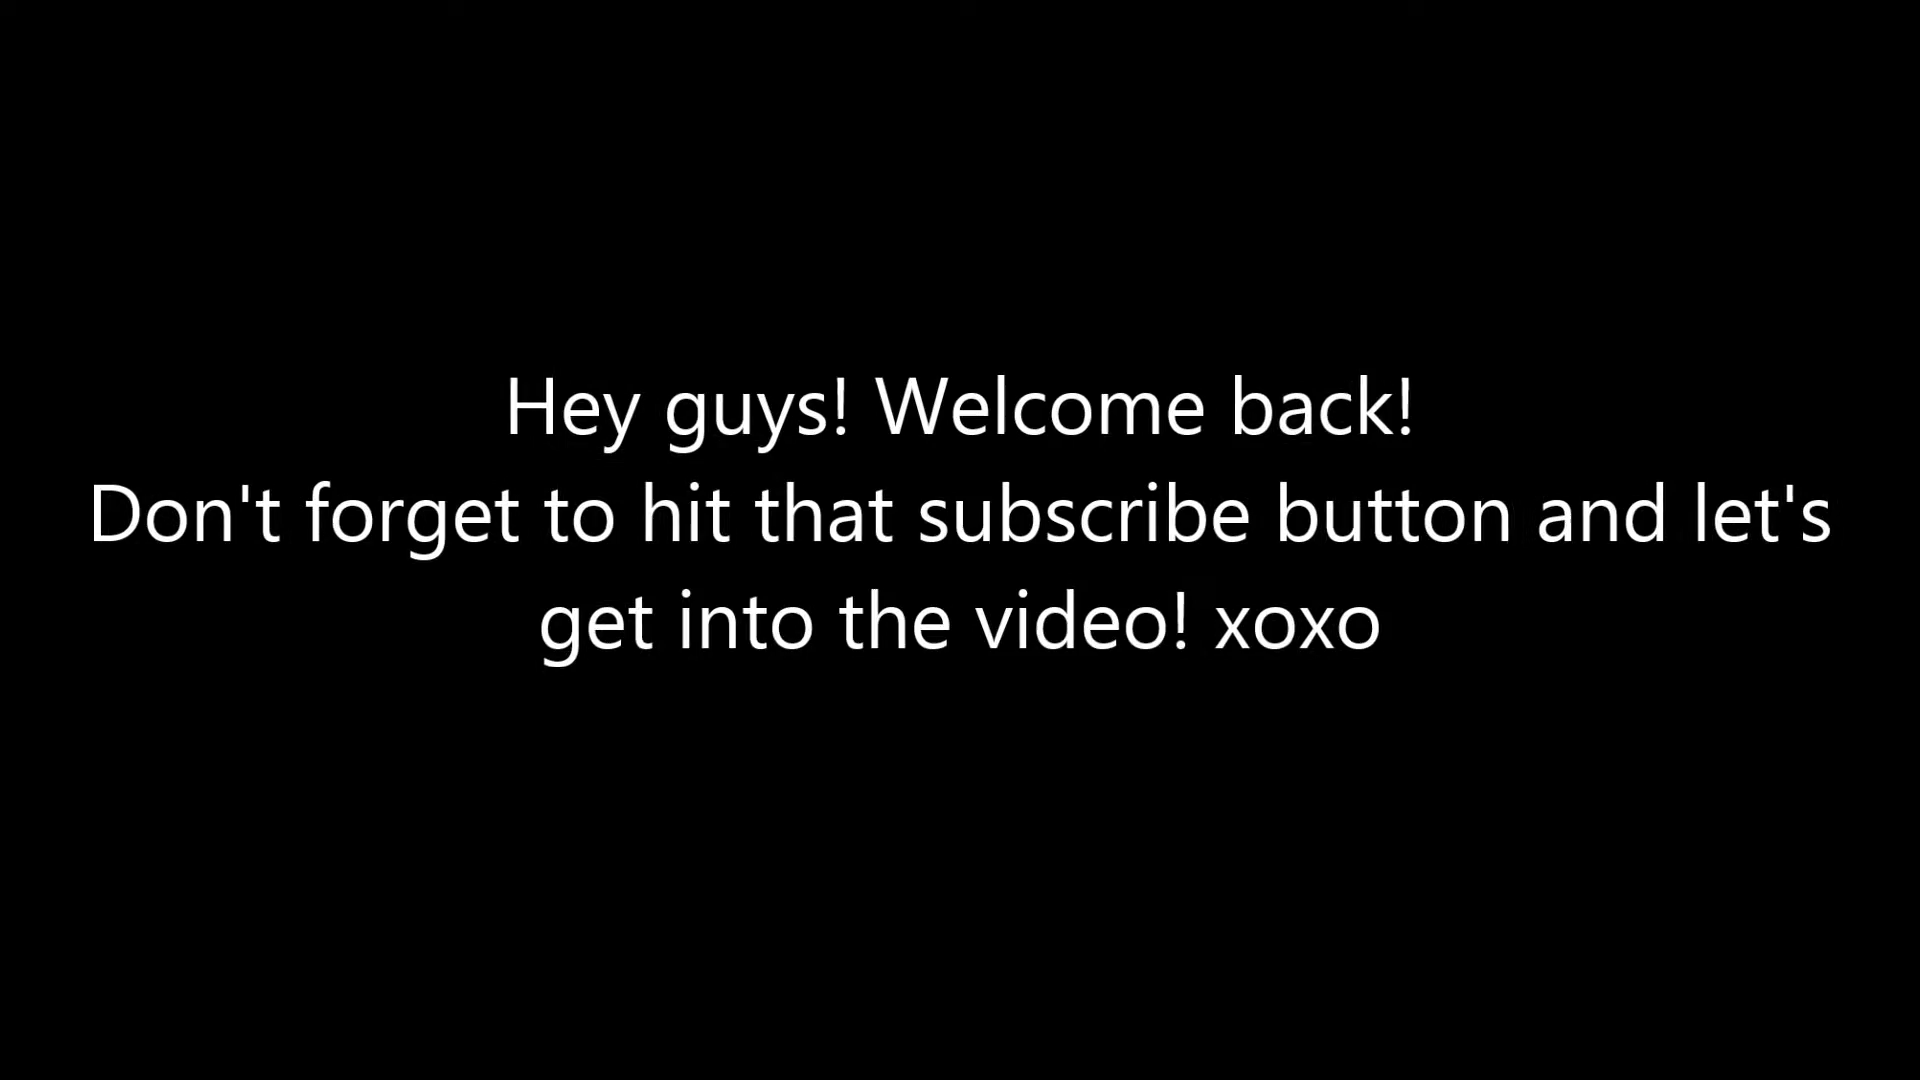 Hey guys! Welcome back!
Don't forget to hit that subscribe button and let's
get into the video! xoxo